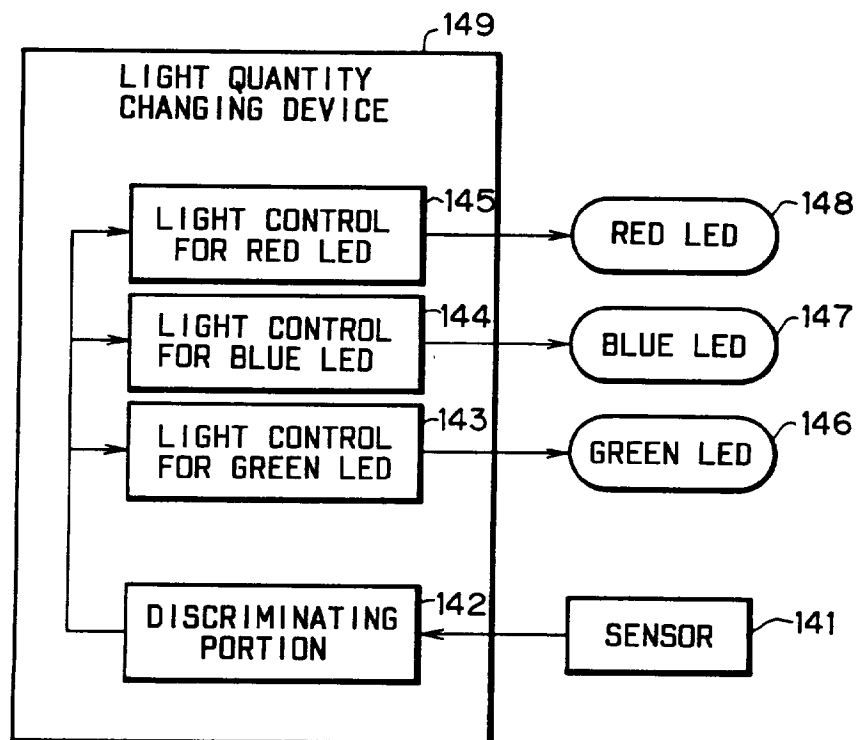 149
LIGHT QUANTITY
CHANGING DEVICE
145
LIGHT CONTROL
FOR RED LED
148
RED LED
144
LIGHT CONTROL
FOR BLUE LED
147
BLUE LED
143
LIGHT CONTROL
FOR GREEN LED
146
GREEN LED
142
DISCRIMINATING
PORTION
SENSOR
141